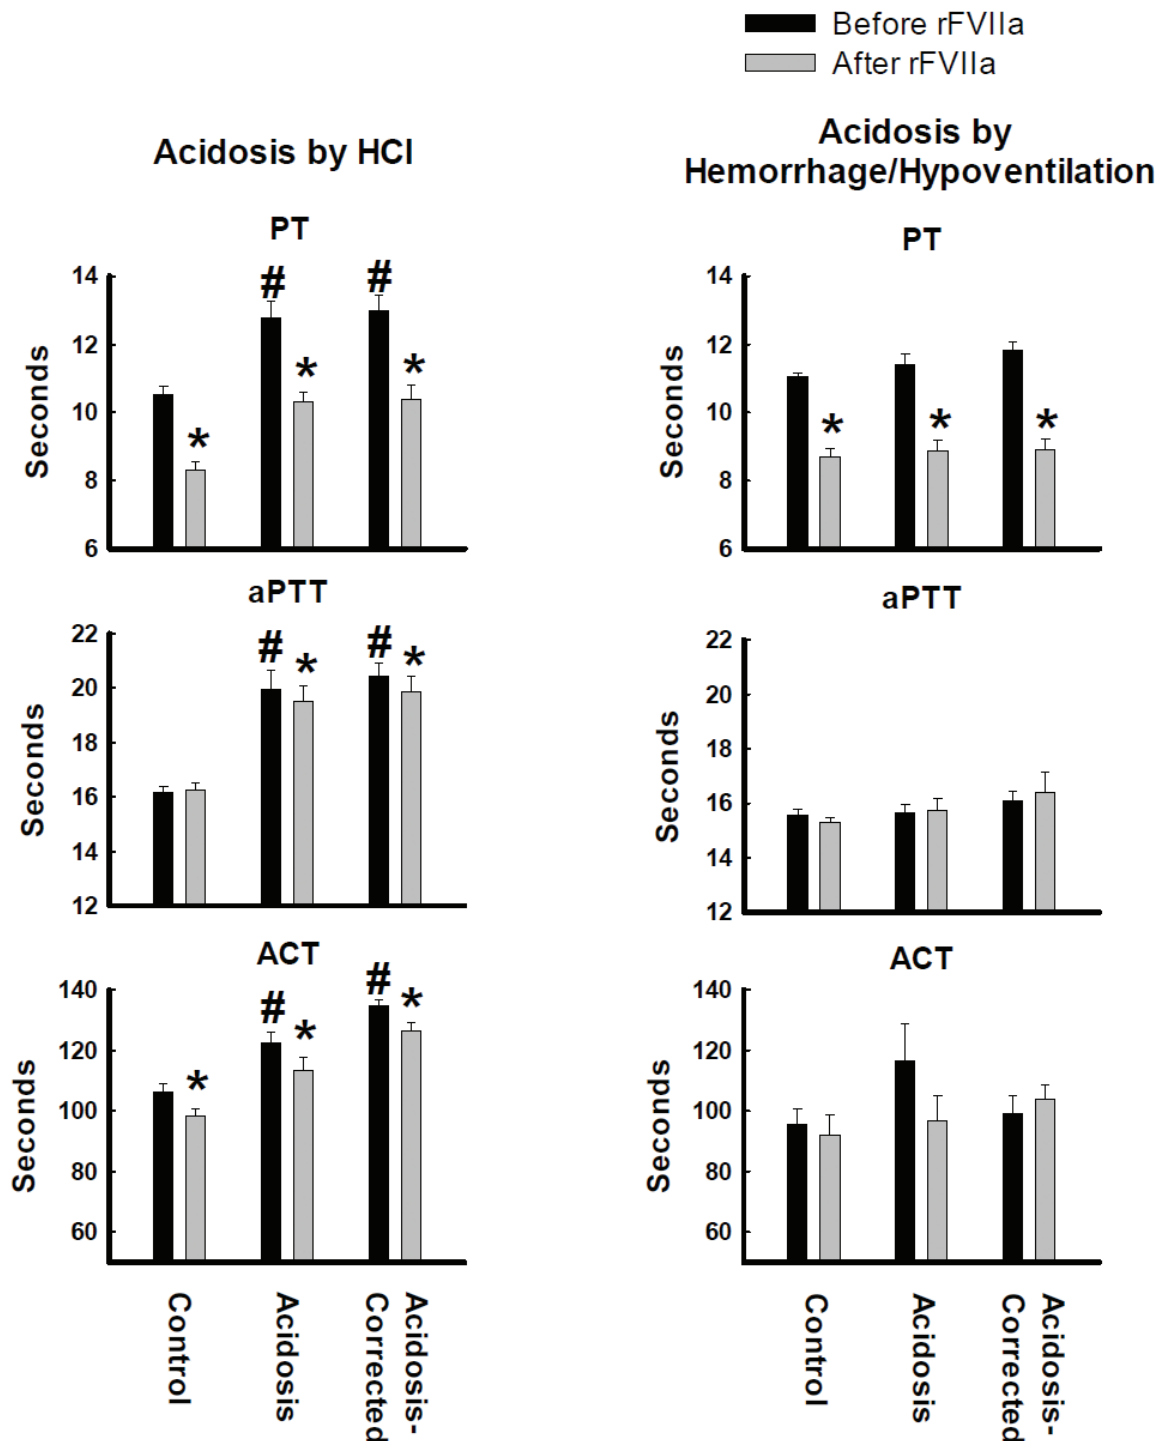 Before rFVIIa
After rFVIIa
Acidosis by HCl
Acidosis by
Hemorrhage/Hypoventilation
PT
14
12
10
8
6
Seconds
#
#
*
*
*
PT
14
12
10
8
6
Seconds
*
*
*
aPTT
22
20
18
16
14
12
Seconds
#
*
#
*
aPTT
22
20
18
16
14
12
Seconds
ACT
140
120
100
80
60
Seconds
*
#
*
#
*
ACT
140
120
100
80
60
Seconds
Control
Acidosis
Acidosis-
Corrected
Control
Acidosis
Acidosis-
Corrected